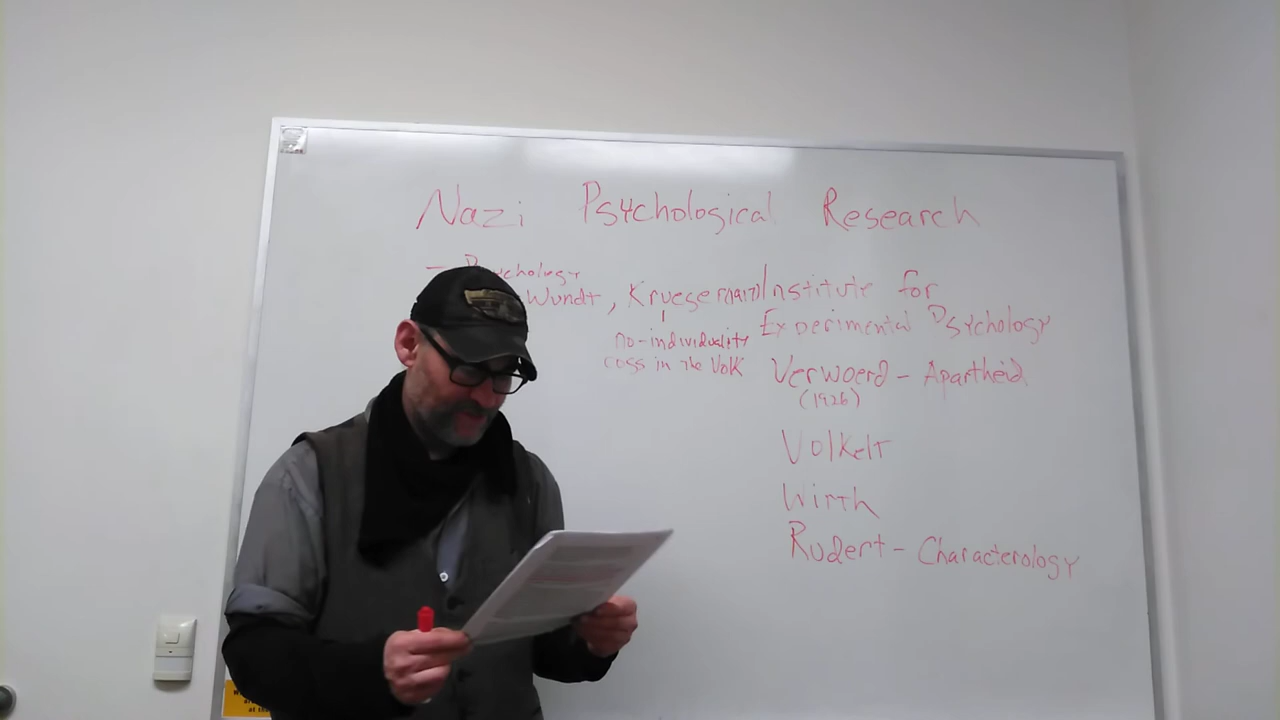 Nazi Psychological Research
- Psychology
Wundt, Krueger Institute for
Experimental Psychology
no-individuality
in the Volk
Verwoerd - Apartheid
(1926)
Volkelt
Wirth
Rudert - Characterology